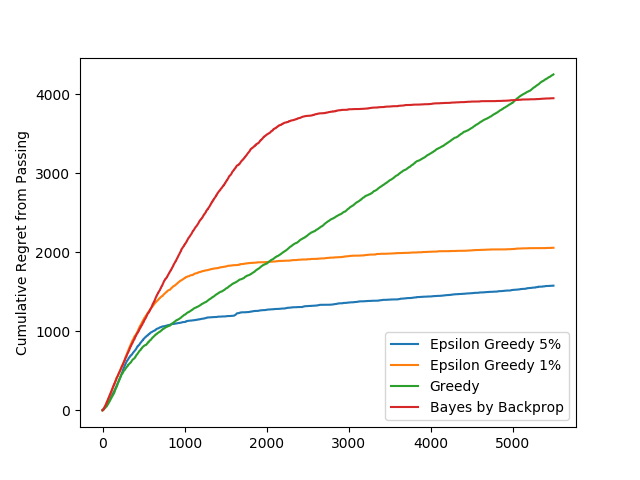 Cumulative Regret from Passing
4000
3000
2000
1000
0
0 1000 2000 3000 4000 5000
Epsilon Greedy 5%
Epsilon Greedy 1%
Greedy
Bayes by Backprop